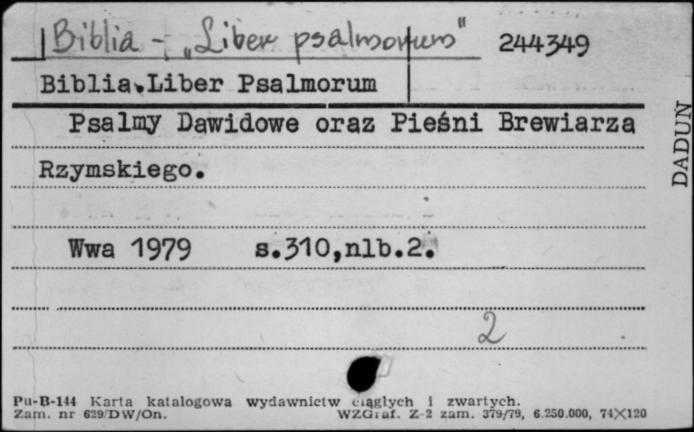 Biblia - „Liber psalmorum" 244349
Biblia.Liber Psalmorum
Psalmy Dawidowe oraz Pieśni Brewiarza
Rzymskiego.
Wwa 1979 s.310,nlb.2.
2
Pu-B-144 Karta katalogowa wydawnictw ciągłych i zwartych.
Zam. nr 629/DW/On. WZGraf. Z-2 zam. 379/79, 6.250.000, 74X120
DADUN